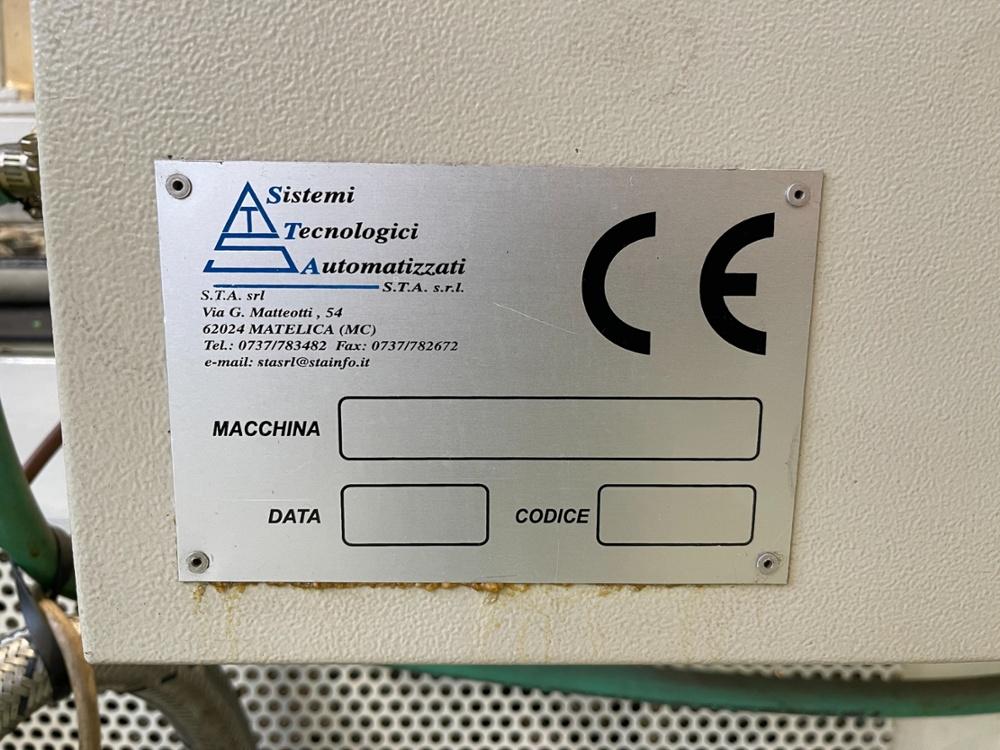 Sistemi
Tecnologici
Automatizzati
S.T.A. s.r.l.
S.T.A. srl
Via G. Matteotti , 54
62024 MATELICA (MC)
Tel.: 0737/783482 Fax: 0737/782672
e-mail: stasrl@stainfo.it
CE
MACCHINA
DATA CODICE